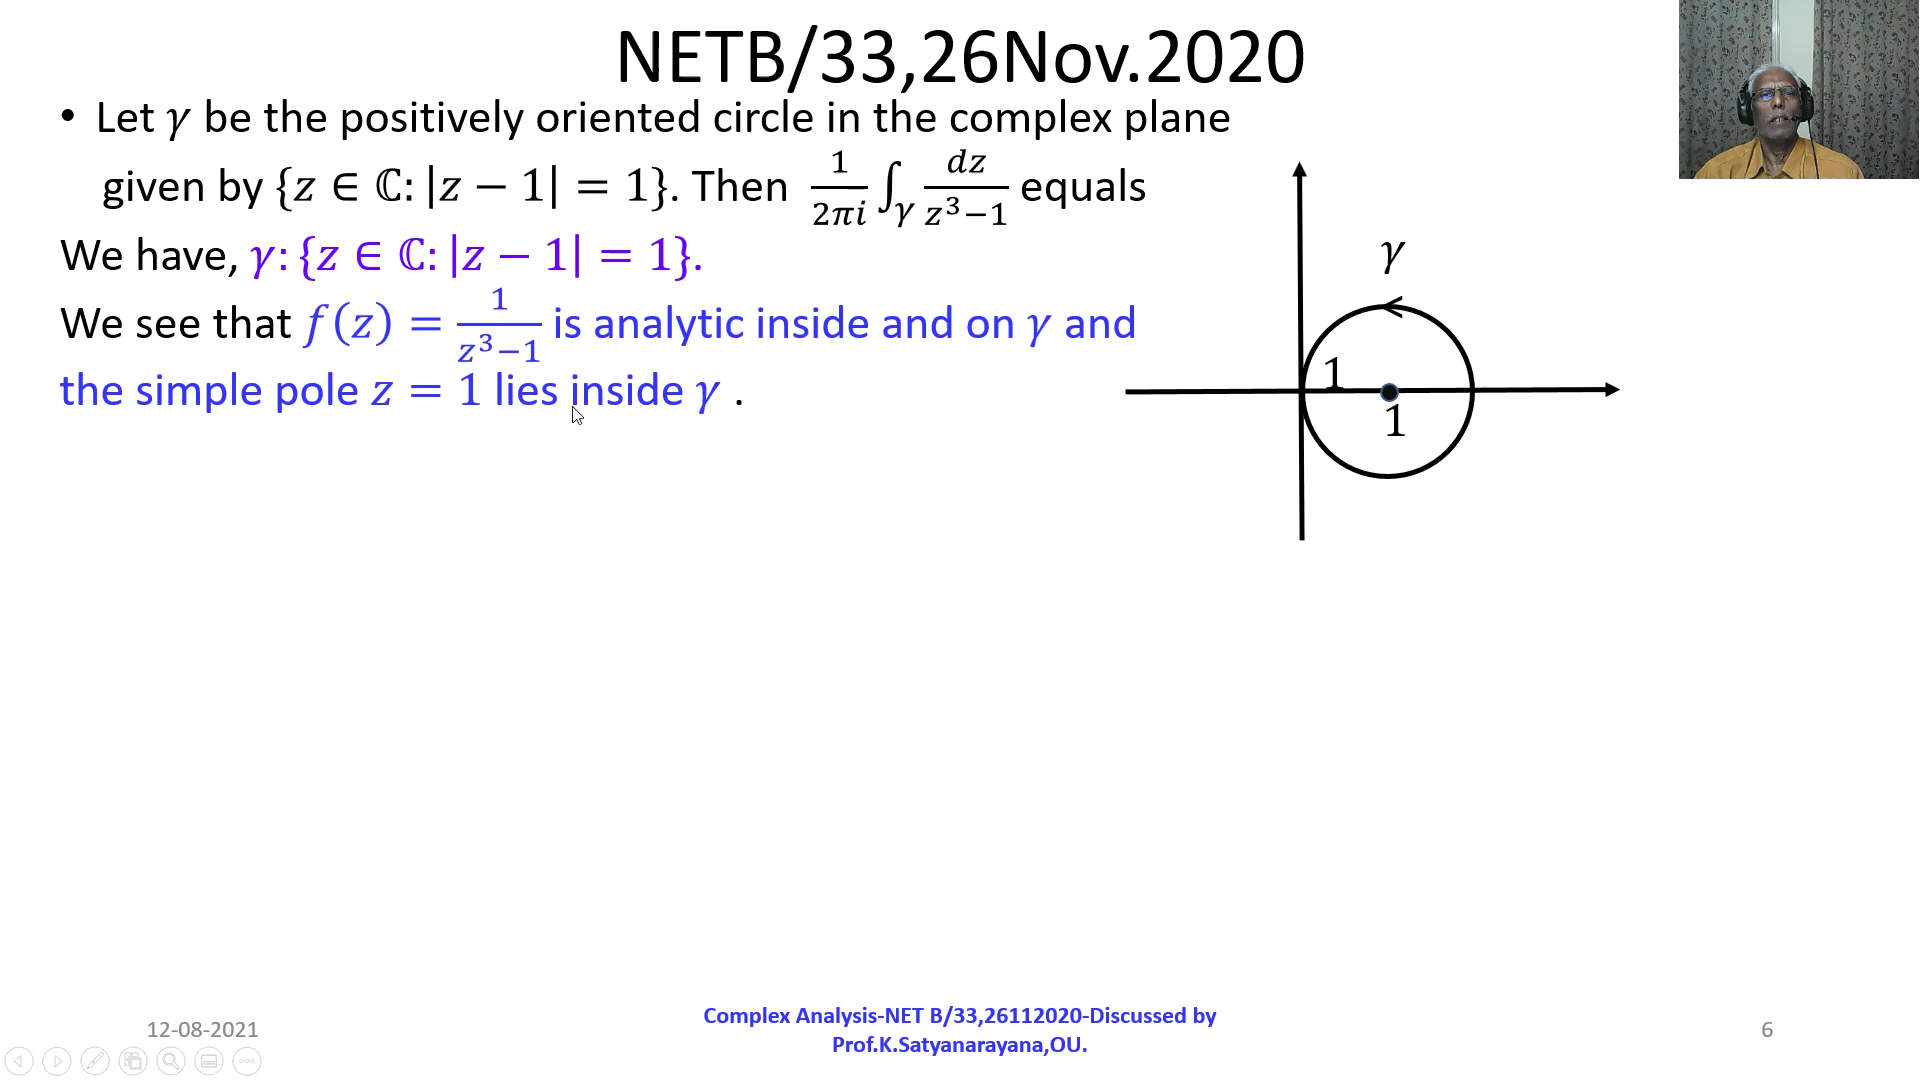 NETB/33,26Nov.2020
• Let γ be the positively oriented circle in the complex plane
given by {z ∈ ℂ: |z − 1| = 1}. Then 1/2πi ∫γ dz/z³−1 equals
We have, γ: {z ∈ ℂ: |z − 1| = 1}.
We see that f(z) = 1/z³−1 is analytic inside and on γ and
the simple pole z = 1 lies inside γ .
γ
1
1
12-08-2021
Complex Analysis-NET B/33,26112020-Discussed by
Prof.K.Satyanarayana,OU.
6